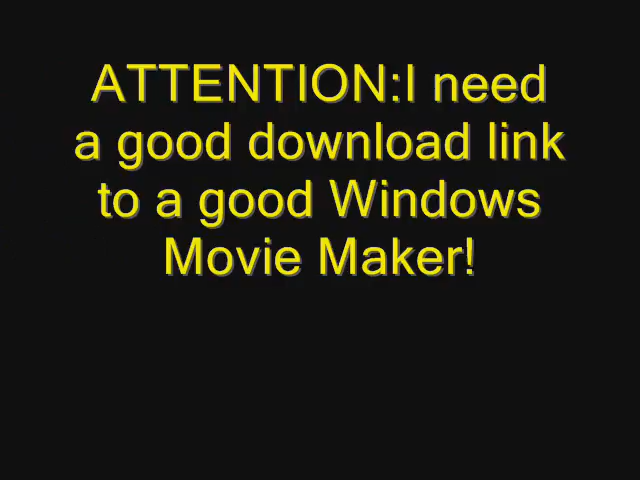 ATTENTION:I need
a good download link
to a good Windows
Movie Maker!